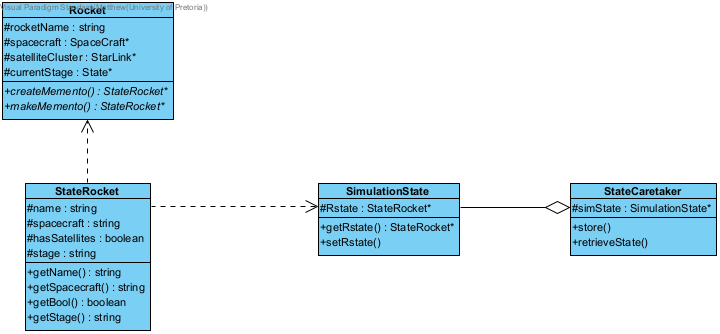 Visual Paradigm Standard(Matthew(University of Pretoria))
Rocket
#rocketName : string
#spacecraft : SpaceCraft*
#satelliteCluster : StarLink*
#currentStage : State*
+createMemento() : StateRocket*
+makeMemento() : StateRocket*
StateRocket
#name : string
#spacecraft : string
#hasSatellites : boolean
#stage : string
+getName() : string
+getSpacecraft() : string
+getBool() : boolean
+getStage() : string
SimulationState
#Rstate : StateRocket*
+getRstate() : StateRocket*
+setRstate()
StateCaretaker
#simState : SimulationState*
+store()
+retrieveState()